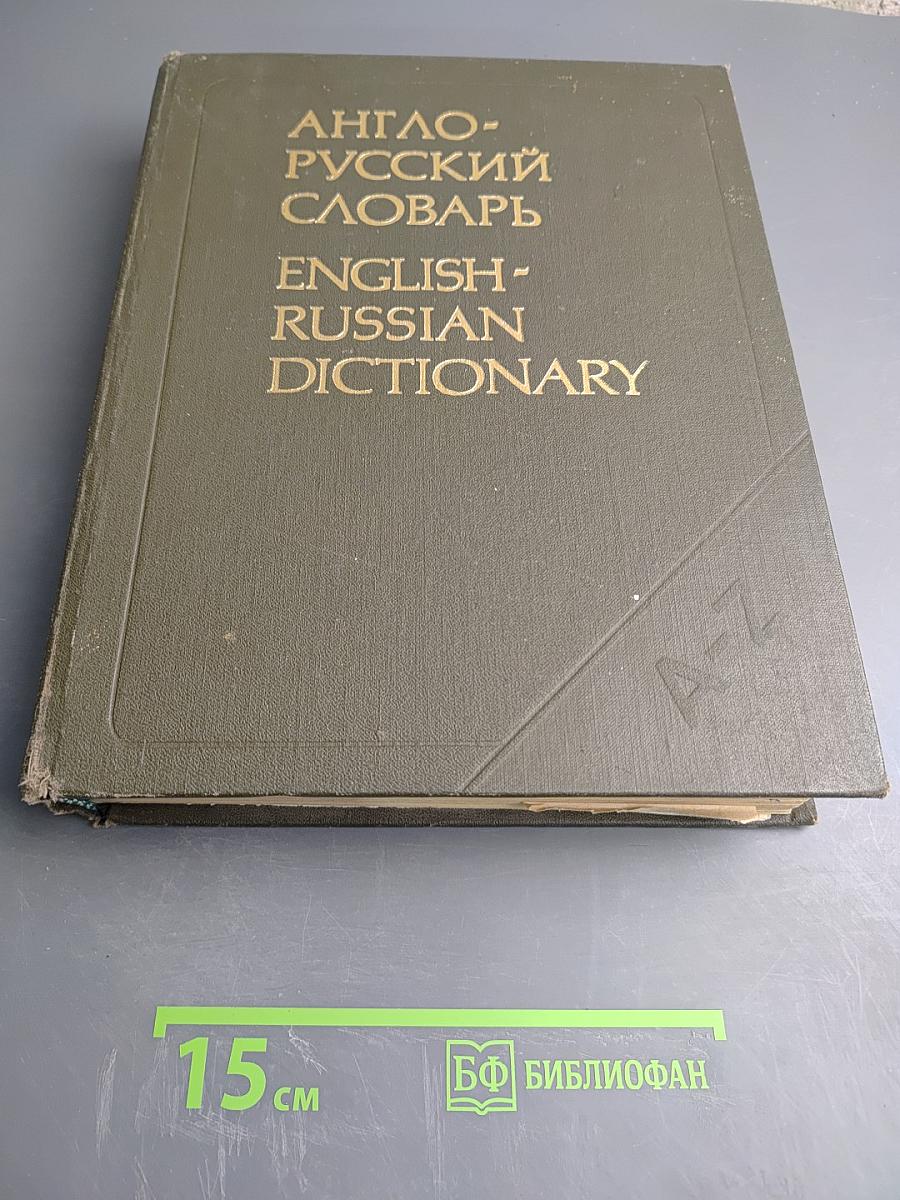 АНГЛО-
РУССКИЙ
СЛОВАРЬ
ENGLISH-
RUSSIAN
DICTIONARY
A-Z
15 см
БФ БИБЛИОФАН